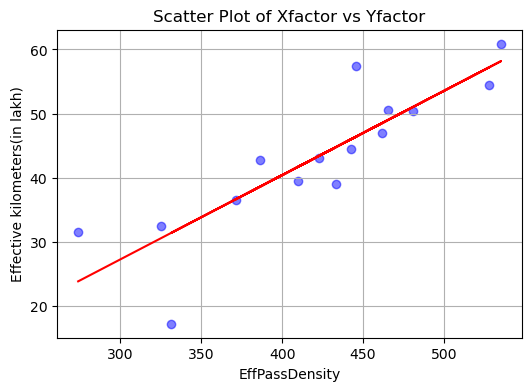 Scatter Plot of Xfactor vs Yfactor
Effective kilometers(in lakh)
60
50
40
30
20
300 350 400 450 500
EffPassDensity